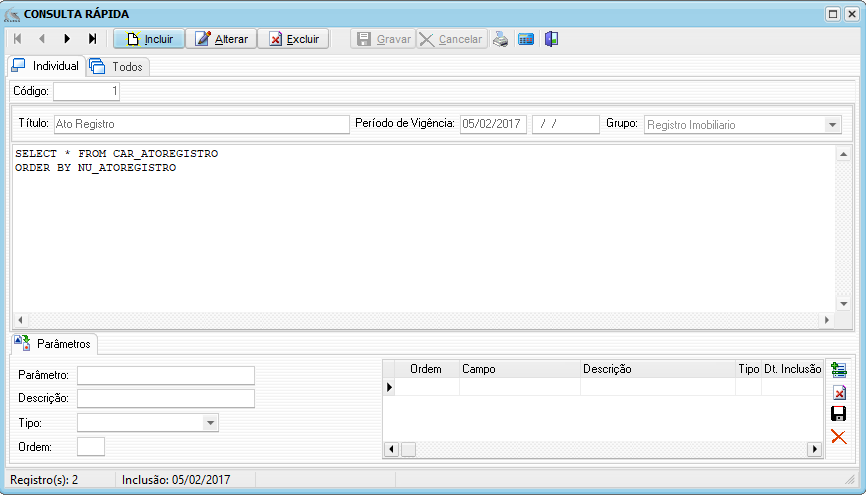 CONSULTA RÁPIDA
Incluir Alterar Excluir Gravar Cancelar
Individual Todos
Código: 1
Título: Ato Registro Período de Vigência: 05/02/2017 / / Grupo: Registro Imobiliario
SELECT * FROM CAR_ATOREGISTRO
ORDER BY NU_ATOREGISTRO
Parâmetros
Parâmetro:
Descrição:
Tipo:
Ordem:
Ordem Campo Descrição Tipo Dt. Inclusão
Registro(s): 2 Inclusão: 05/02/2017